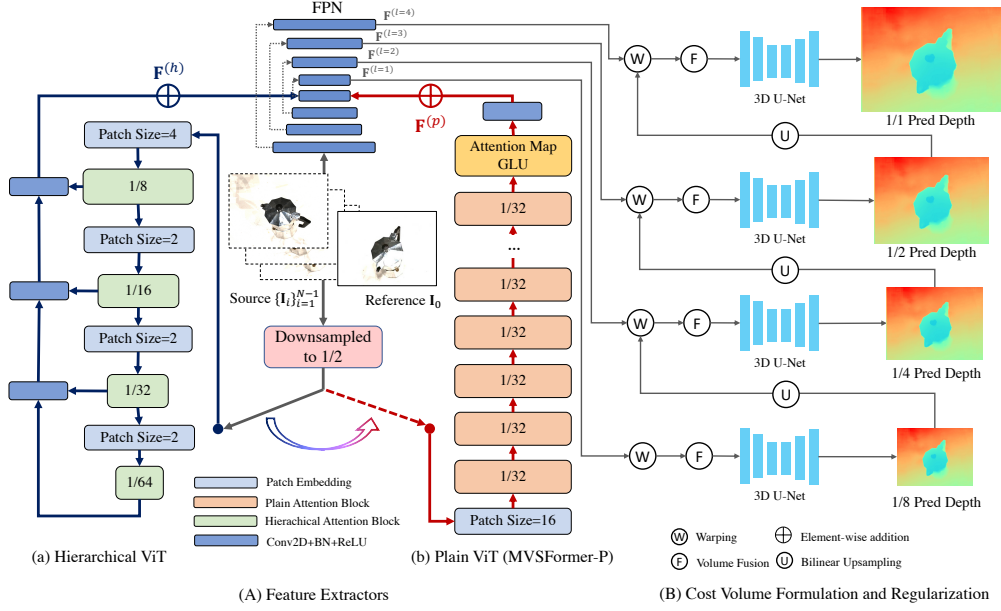 FPN
F^(l=4)
F^(l=3)
F^(l=2)
F^(l=1)
F^(h)
F^(p)
Patch Size=4
1/8
Patch Size=2
1/16
Patch Size=2
1/32
Patch Size=2
1/64
Source {I_i}_{i=1}^{N-1}
Reference I_0
Downsampled
to 1/2
Attention Map
GLU
1/32
...
1/32
1/32
1/32
1/32
1/32
Patch Size=16
Patch Embedding
Plain Attention Block
Hierachical Attention Block
Conv2D+BN+ReLU
(a) Hierarchical ViT
(b) Plain ViT (MVSFormer-P)
(A) Feature Extractors
W
F
3D U-Net
1/1 Pred Depth
U
W
F
3D U-Net
1/2 Pred Depth
U
W
F
3D U-Net
1/4 Pred Depth
U
W
F
3D U-Net
1/8 Pred Depth
W
Warping
Element-wise addition
F
Volume Fusion
U
Bilinear Upsampling
(B) Cost Volume Formulation and Regularization